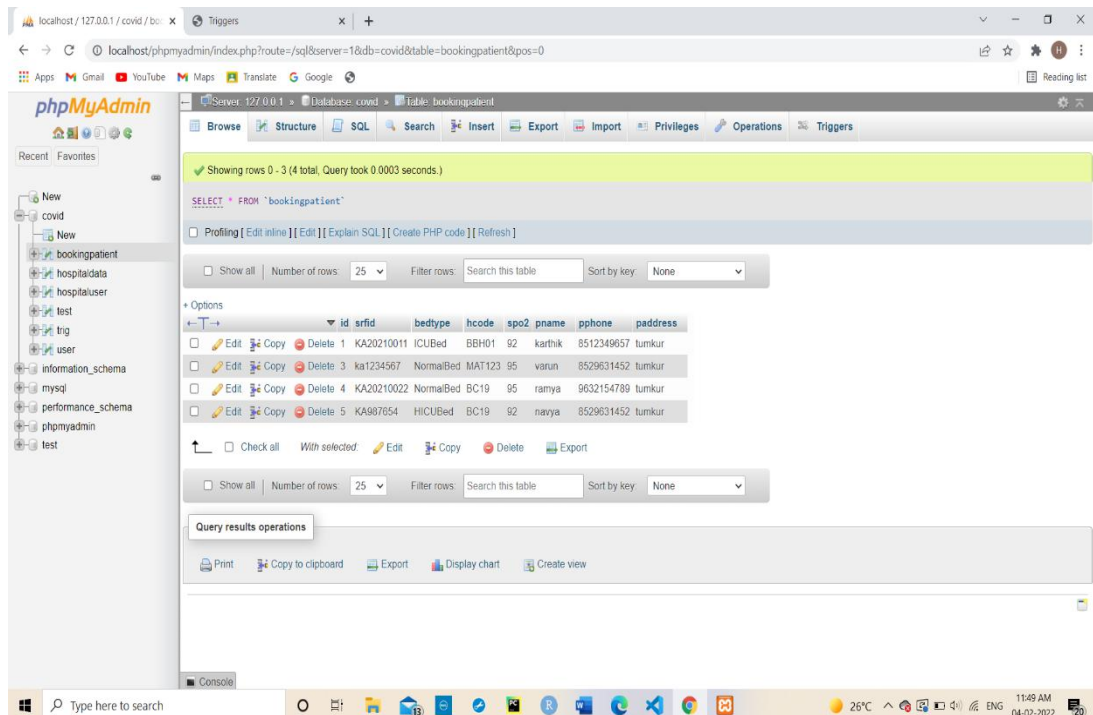 localhost / 127.0.0.1 / covid / boo
Triggers
localhost/phpmyadmin/index.php?route=/sql&server=1&db=covid&table=bookingpatient&pos=0
H
Apps Gmail YouTube Maps Translate Google Reading list
phpMyAdmin
Recent Favorites
New
covid
New
bookingpatient
hospitaldata
hospitaluser
test
trig
user
information_schema
mysql
performance_schema
phpmyadmin
test
Server: 127.0.0.1 » Database: covid » Table: bookingpatient
Browse Structure SQL Search Insert Export Import Privileges Operations Triggers
Showing rows 0 - 3 (4 total, Query took 0.0003 seconds.)
SELECT * FROM `bookingpatient`
Profiling [ Edit inline ] [ Edit ] [ Explain SQL ] [ Create PHP code ] [ Refresh ]
Show all | Number of rows: 25 Filter rows: Search this table Sort by key: None
+ Options
←T→ id srfid bedtype hcode spo2 pname pphone paddress
Edit Copy Delete 1 KA20210011 ICUBed BBH01 92 karthik 8512349657 tumkur
Edit Copy Delete 3 ka1234567 NormalBed MAT123 95 varun 8529631452 tumkur
Edit Copy Delete 4 KA20210022 NormalBed BC19 95 ramya 9632154789 tumkur
Edit Copy Delete 5 KA987654 HICUBed BC19 92 navya 8529631452 tumkur
Check all With selected: Edit Copy Delete Export
Show all | Number of rows: 25 Filter rows: Search this table Sort by key: None
Query results operations
Print Copy to clipboard Export Display chart Create view
Console
Type here to search
13
26°C ENG
11:49 AM
04-02-2022
20